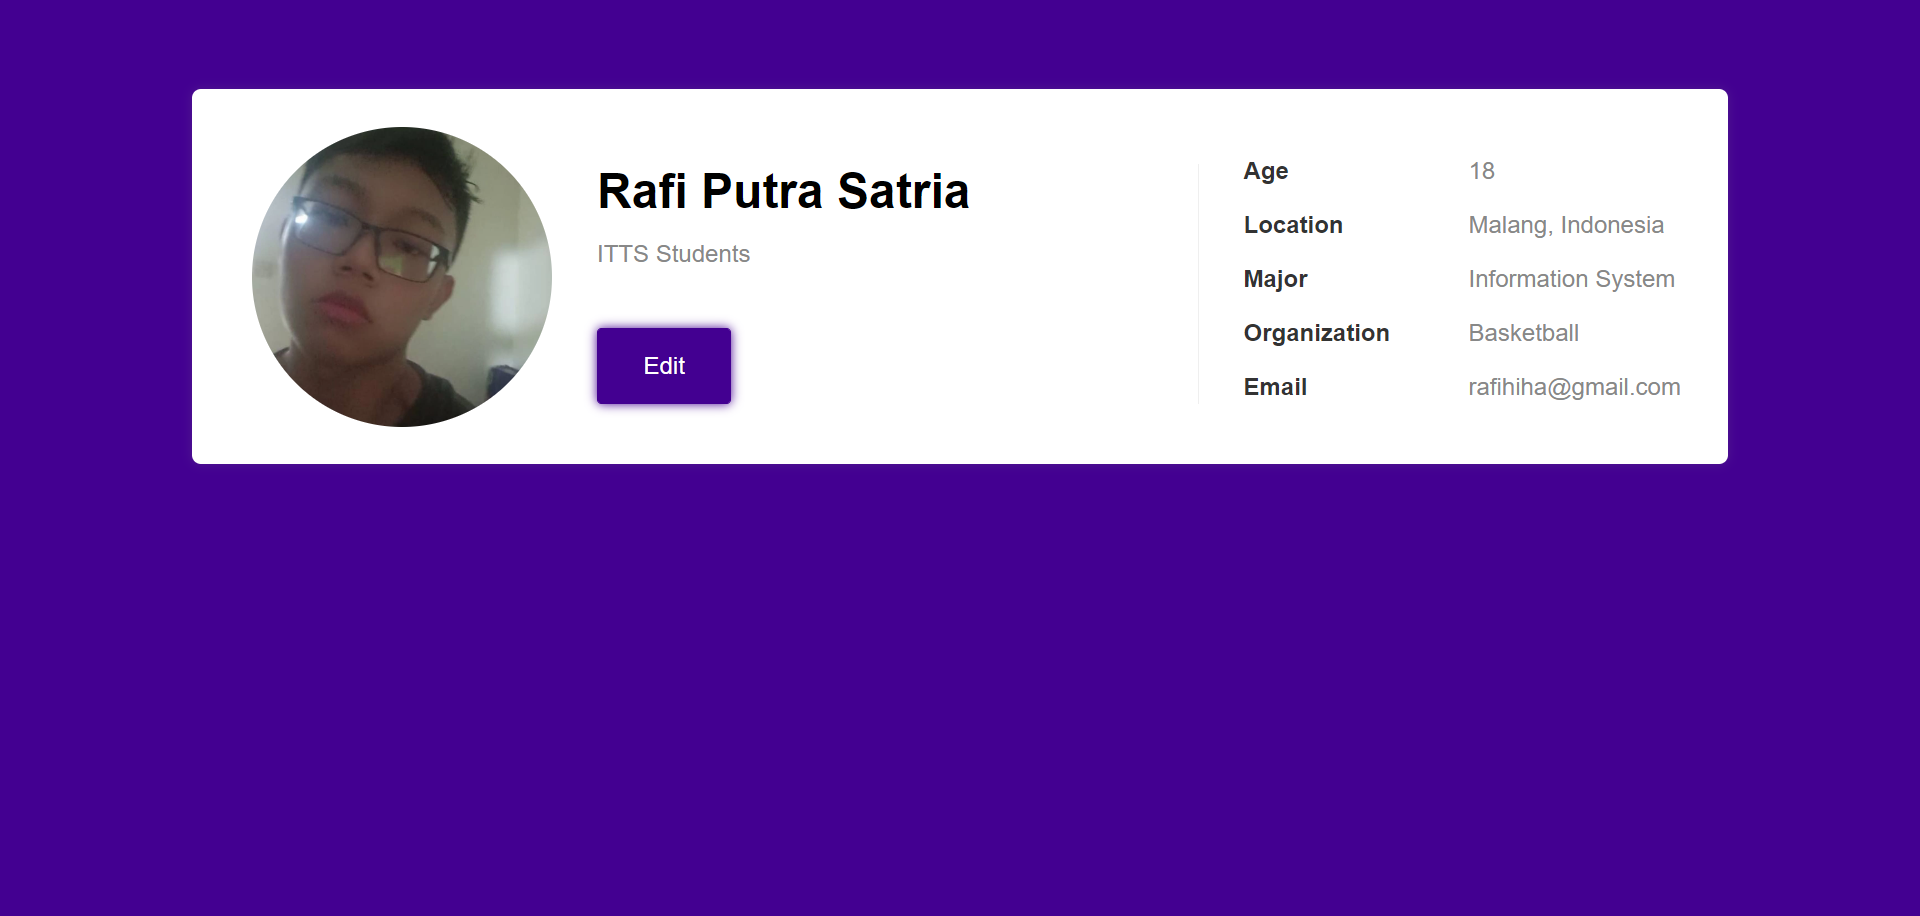 Rafi Putra Satria
ITTS Students
Edit
Age 18
Location Malang, Indonesia
Major Information System
Organization Basketball
Email rafihiha@gmail.com